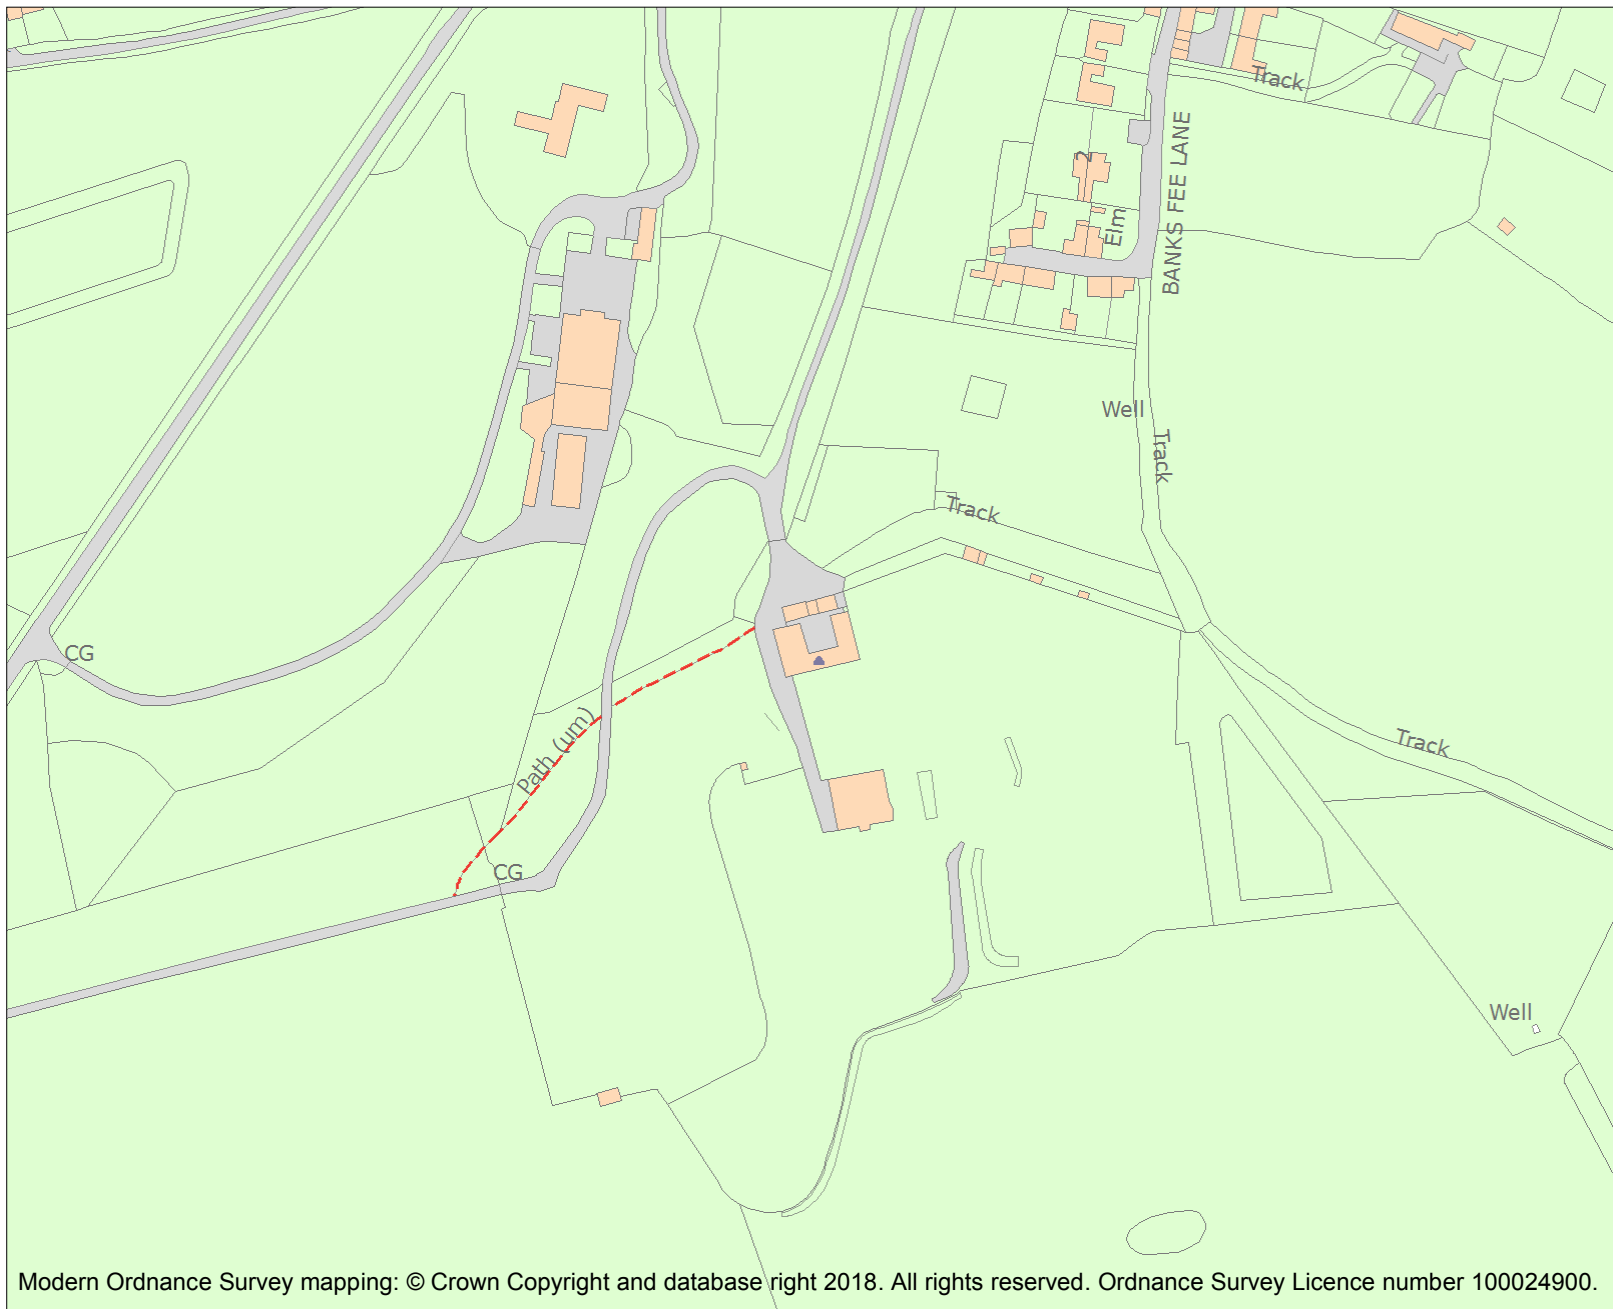 Track
BANKS FEE LANE
2
Elm
Well
Track
Track
CG
Path (um)
Track
CG
Well
Modern Ordnance Survey mapping: © Crown Copyright and database right 2018. All rights reserved. Ordnance Survey Licence number 100024900.